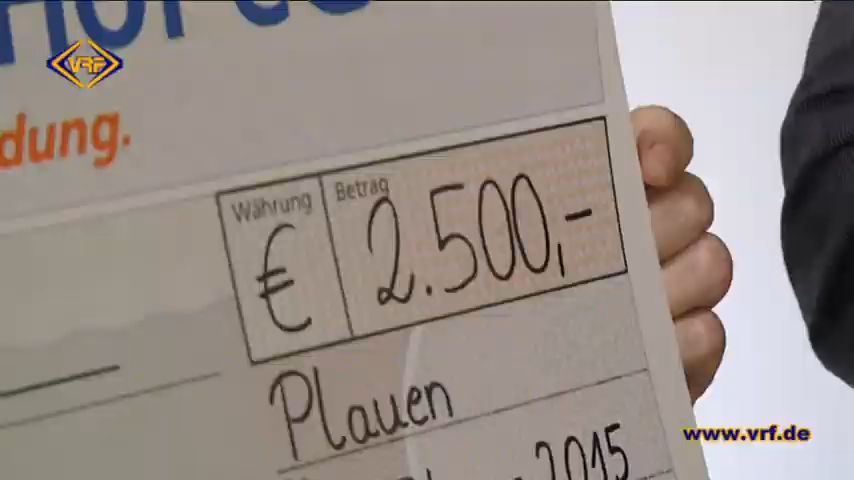 VRF
dung.
Währung Betrag
€ 2.500,-
Plauen
2015
www.vrf.de